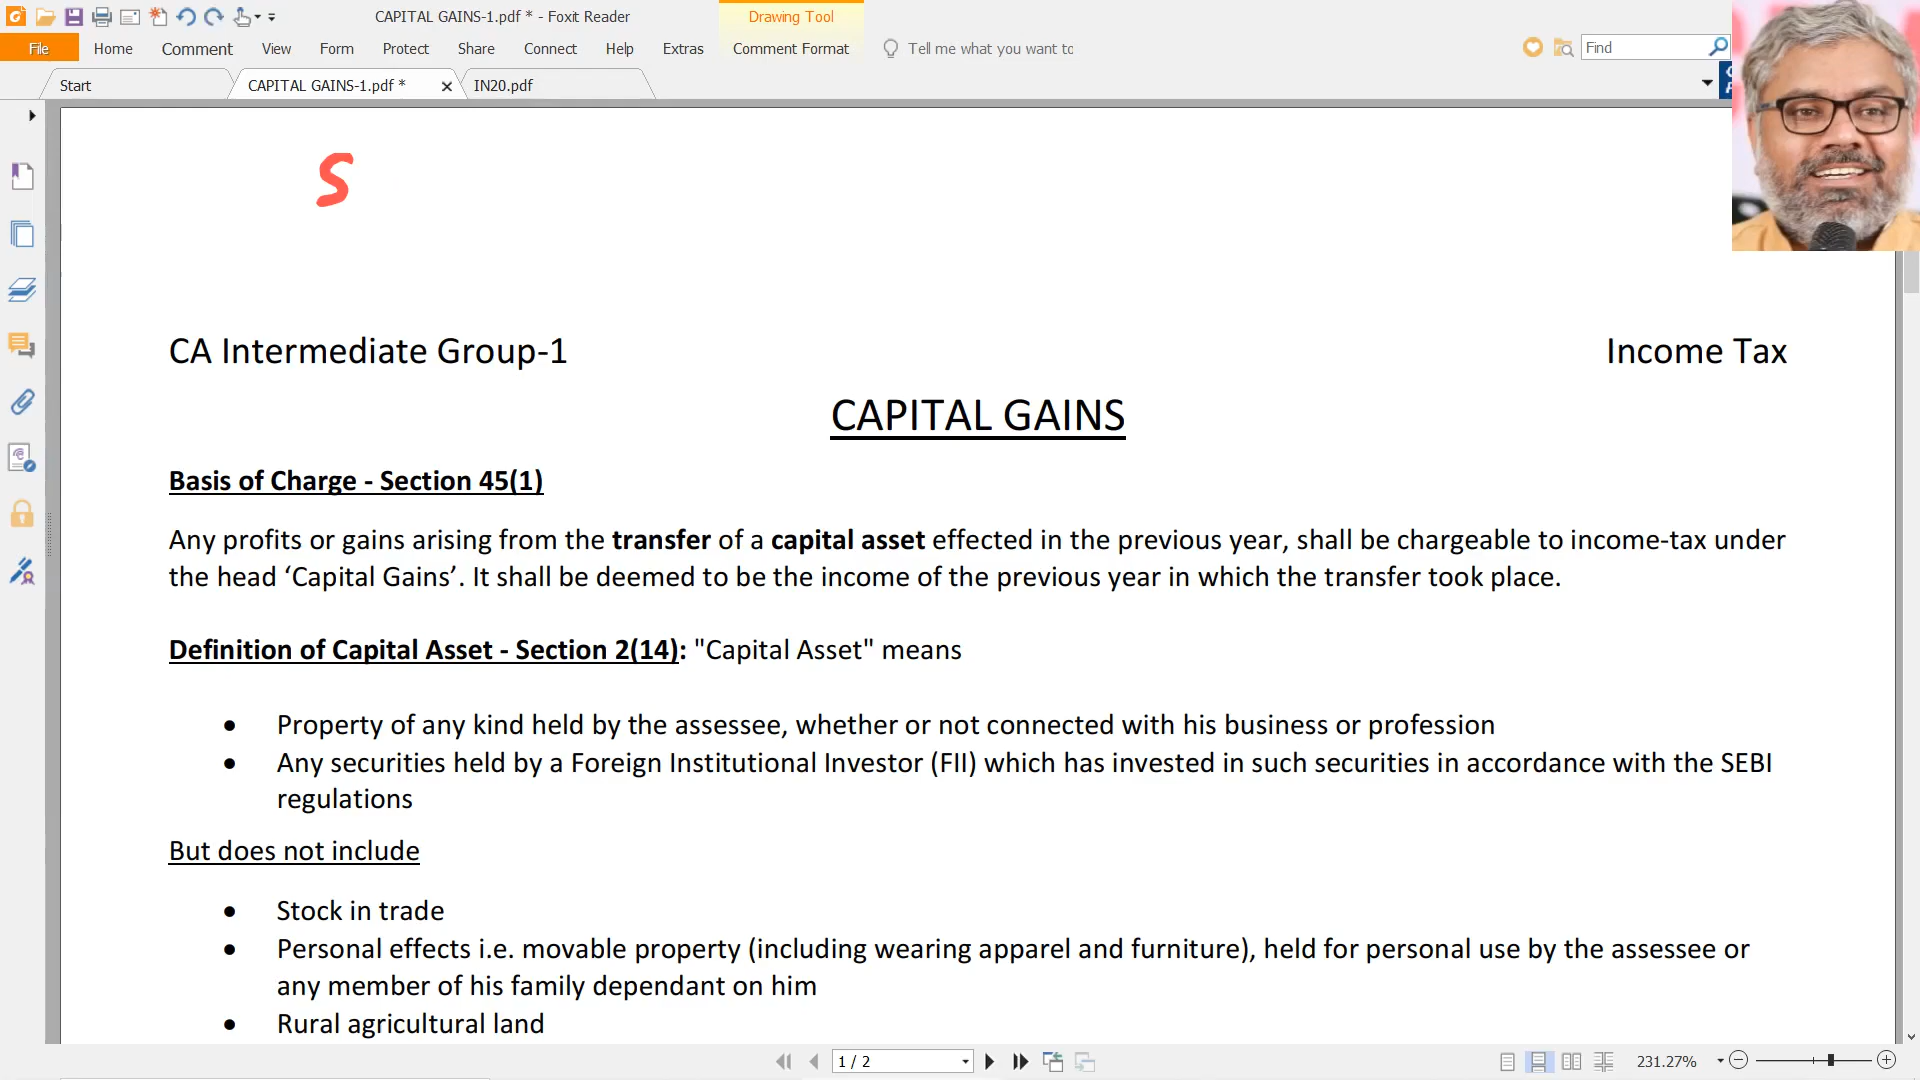 CAPITAL GAINS-1.pdf * - Foxit Reader
Drawing Tool
File
Home
Comment
View
Form
Protect
Share
Connect
Help
Extras
Comment Format
Tell me what you want to
Find
Start
CAPITAL GAINS-1.pdf *
IN20.pdf
S
CA Intermediate Group-1
Income Tax
CAPITAL GAINS
Basis of Charge - Section 45(1)
Any profits or gains arising from the transfer of a capital asset effected in the previous year, shall be chargeable to income-tax under
the head ‘Capital Gains’. It shall be deemed to be the income of the previous year in which the transfer took place.
Definition of Capital Asset - Section 2(14): "Capital Asset" means
• Property of any kind held by the assessee, whether or not connected with his business or profession
• Any securities held by a Foreign Institutional Investor (FII) which has invested in such securities in accordance with the SEBI
regulations
But does not include
• Stock in trade
• Personal effects i.e. movable property (including wearing apparel and furniture), held for personal use by the assessee or
any member of his family dependant on him
• Rural agricultural land
1 / 2
231.27%